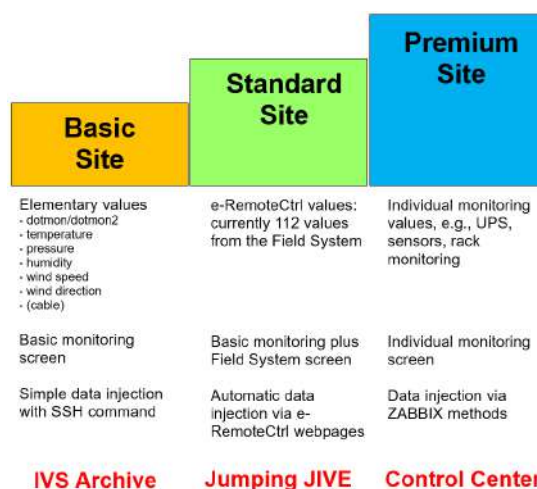 Basic
Site
Standard
Site
Premium
Site
Elementary values
- dotmon/dotmon2
- temperature
- pressure
- humidity
- wind speed
- wind direction
- (cable)
e-RemoteCtrl values:
currently 112 values
from the Field System
Individual monitoring
values, e.g., UPS,
sensors, rack
monitoring
Basic monitoring
screen
Basic monitoring plus
Field System screen
Individual monitoring
screen
Simple data injection
with SSH command
Automatic data
injection via e-
RemoteCtrl webpages
Data injection via
ZABBIX methods
IVS Archive
Jumping JIVE
Control Center